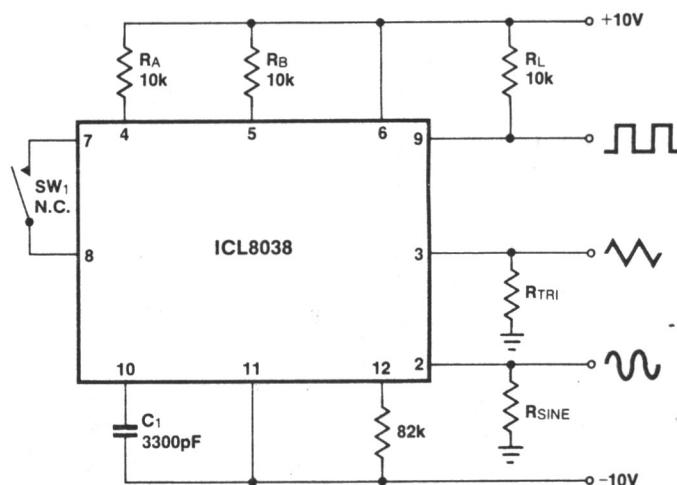 +10V
RA
10k
RB
10k
RL
10k
4
5
6
7
9
SW1
N.C.
8
ICL8038
3
RTRI
10
11
12
2
C1
3300pF
82k
RSINE
−10V